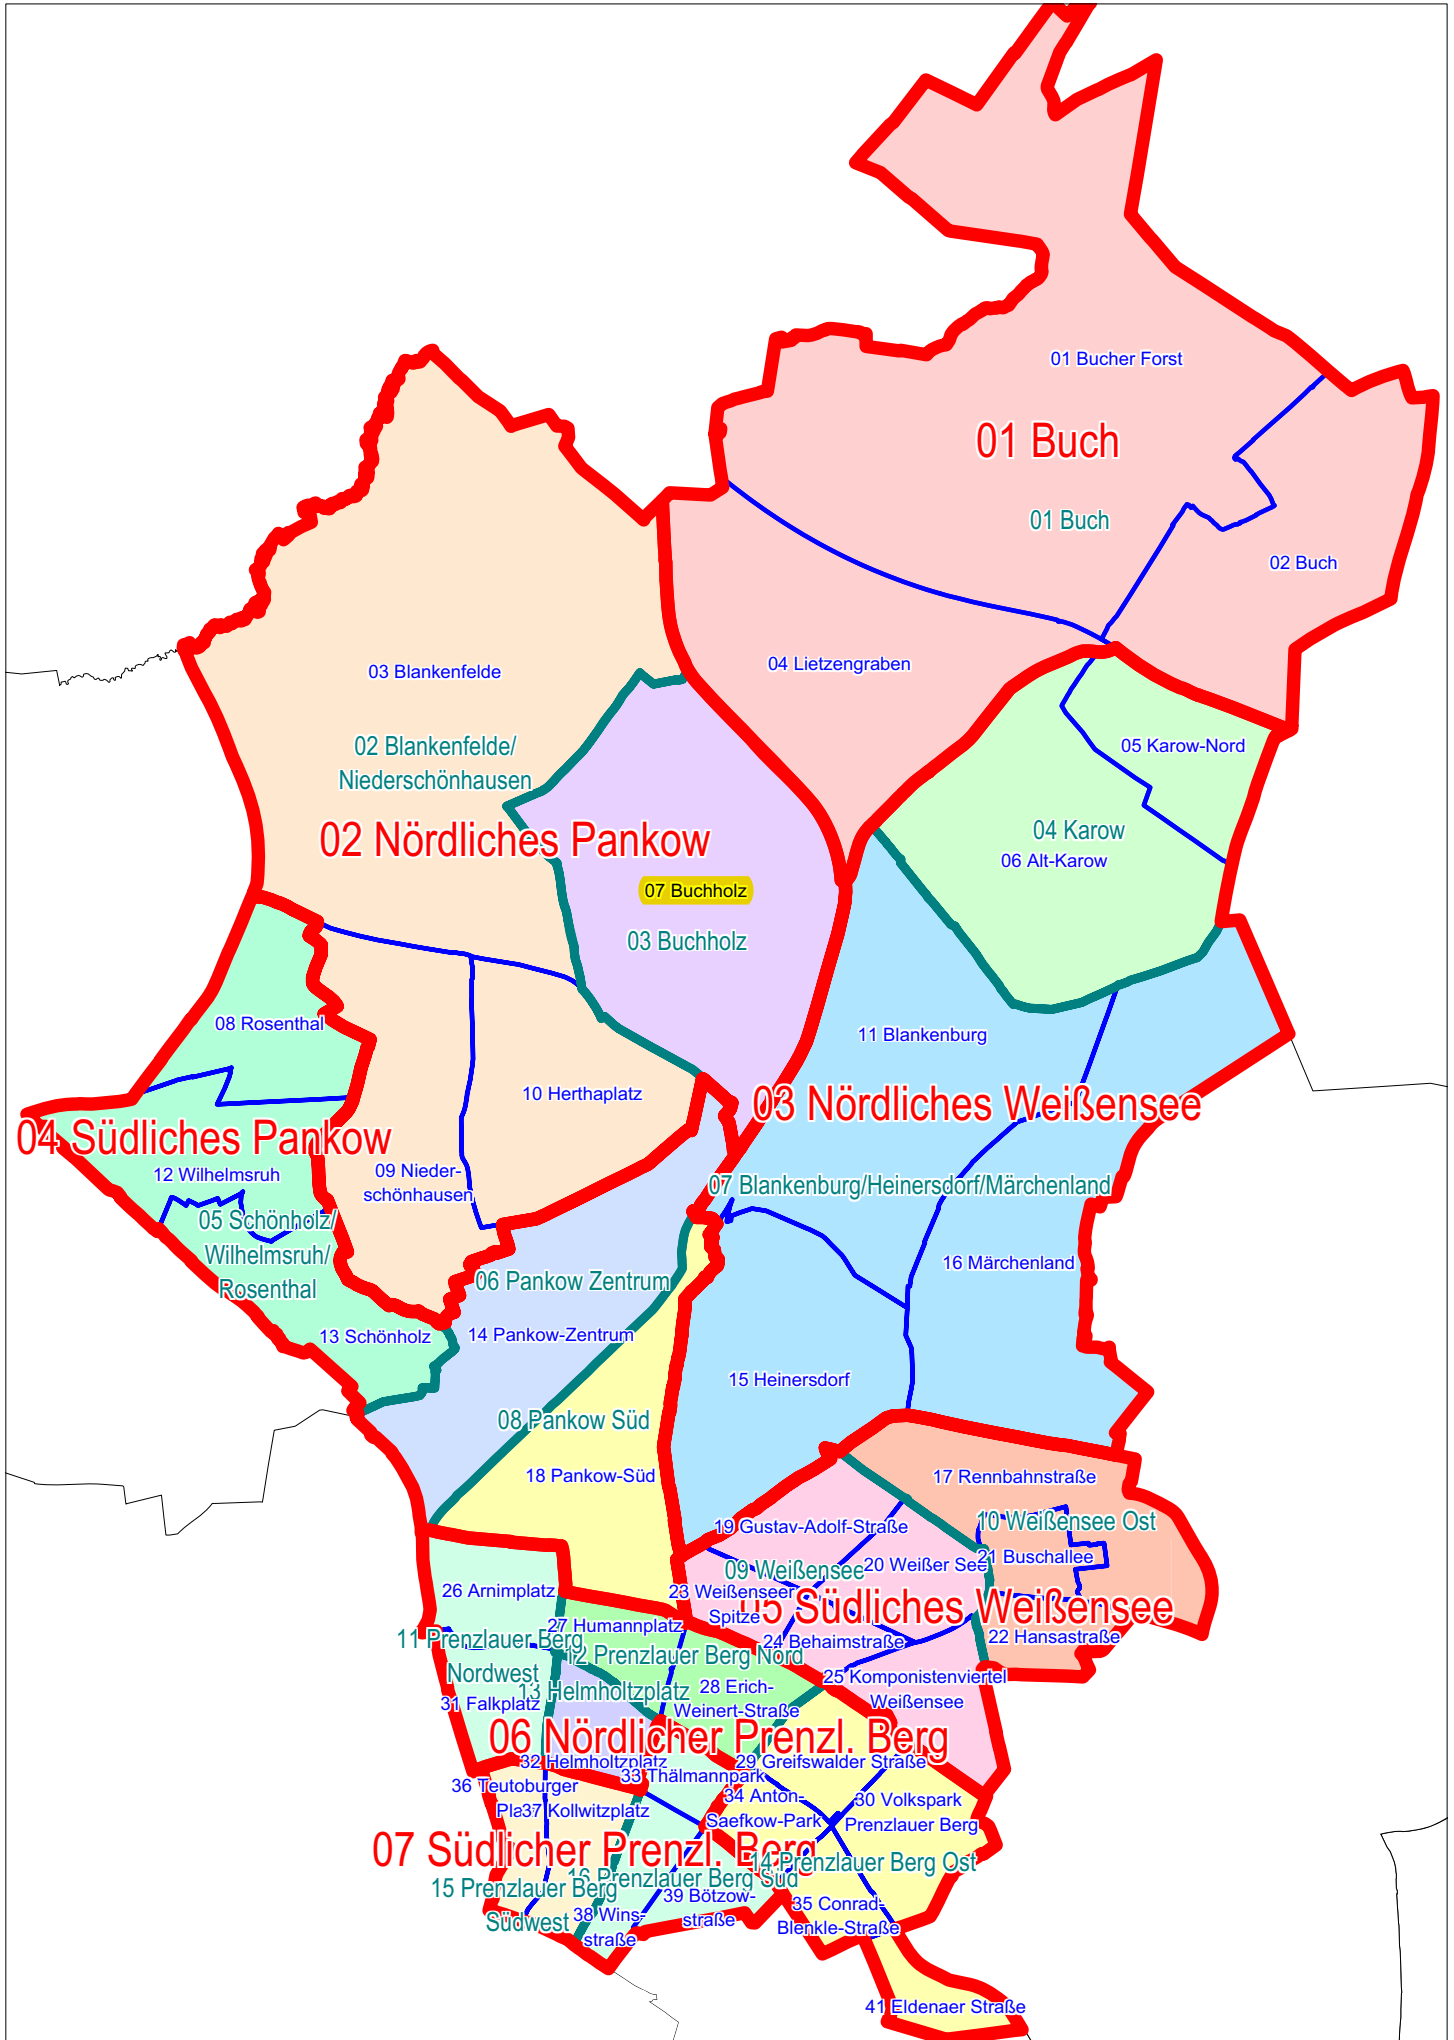 01 Bucher Forst
01 Buch
01 Buch
02 Buch
04 Lietzengraben
03 Blankenfelde
02 Blankenfelde/
Niederschönhausen
02 Nördliches Pankow
05 Karow-Nord
04 Karow
06 Alt-Karow
07 Buchholz
03 Buchholz
08 Rosenthal
11 Blankenburg
10 Herthaplatz
03 Nördliches Weißensee
04 Südliches Pankow
12 Wilhelmsruh
09 Nieder-
schönhausen
07 Blankenburg/Heinersdorf/Märchenland
05 Schönholz/
Wilhelmsruh/
Rosenthal
16 Märchenland
06 Pankow Zentrum
13 Schönholz
14 Pankow-Zentrum
15 Heinersdorf
08 Pankow Süd
18 Pankow-Süd
17 Rennbahnstraße
19 Gustav-Adolf-Straße
10 Weißensee Ost
09 Weißensee
20 Weißer See
21 Buschallee
26 Arnimplatz
23 Weißenseer
Spitze
05 Südliches Weißensee
27 Humannplatz
11 Prenzlauer Berg
Nordwest
12 Prenzlauer Berg Nord
24 Behaimstraße
22 Hansastraße
25 Komponistenviertel
Weißensee
13 Helmholtzplatz
28 Erich-
Weinert-Straße
31 Falkplatz
06 Nördlicher Prenzl. Berg
32 Helmholtzplatz
29 Greifswalder Straße
33 Thälmannpark
36 Teutoburger
Pla
37 Kollwitzplatz
34 Anton-
Saefkow-Park
30 Volkspark
Prenzlauer Berg
07 Südlicher Prenzl. Berg
14 Prenzlauer Berg Ost
16 Prenzlauer Berg Süd
15 Prenzlauer Berg
Südwest
39 Bötzow-
straße
38 Wins-
straße
35 Conrad-
Blenkle-Straße
41 Eldenaer Straße